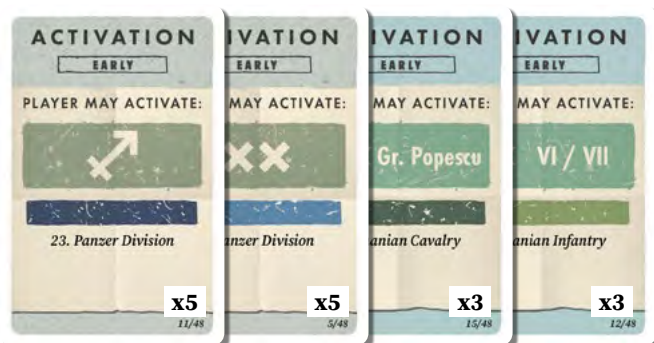 ACTIVATION
EARLY
PLAYER MAY ACTIVATE:
23. Panzer Division
x5
11/48
IVATION
EARLY
MAY ACTIVATE:
XX
anzer Division
x5
5/48
IVATION
EARLY
MAY ACTIVATE:
Gr. Popescu
anian Cavalry
x3
15/48
IVATION
EARLY
MAY ACTIVATE:
VI / VII
anian Infantry
x3
12/48